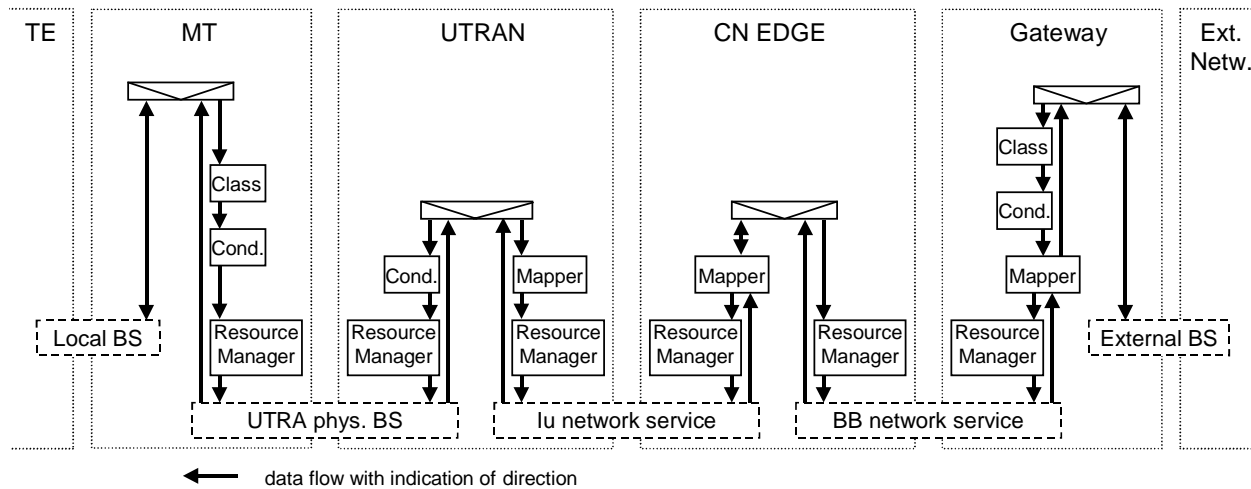 TE
MT
UTRAN
CN EDGE
Gateway
Ext.
Netw.
Class
Cond.
Resource
Manager
Local BS
Cond.
Mapper
Resource
Manager
Resource
Manager
Mapper
Resource
Manager
Resource
Manager
Class
Cond.
Mapper
Resource
Manager
External BS
UTRA phys. BS
Iu network service
BB network service
data flow with indication of direction